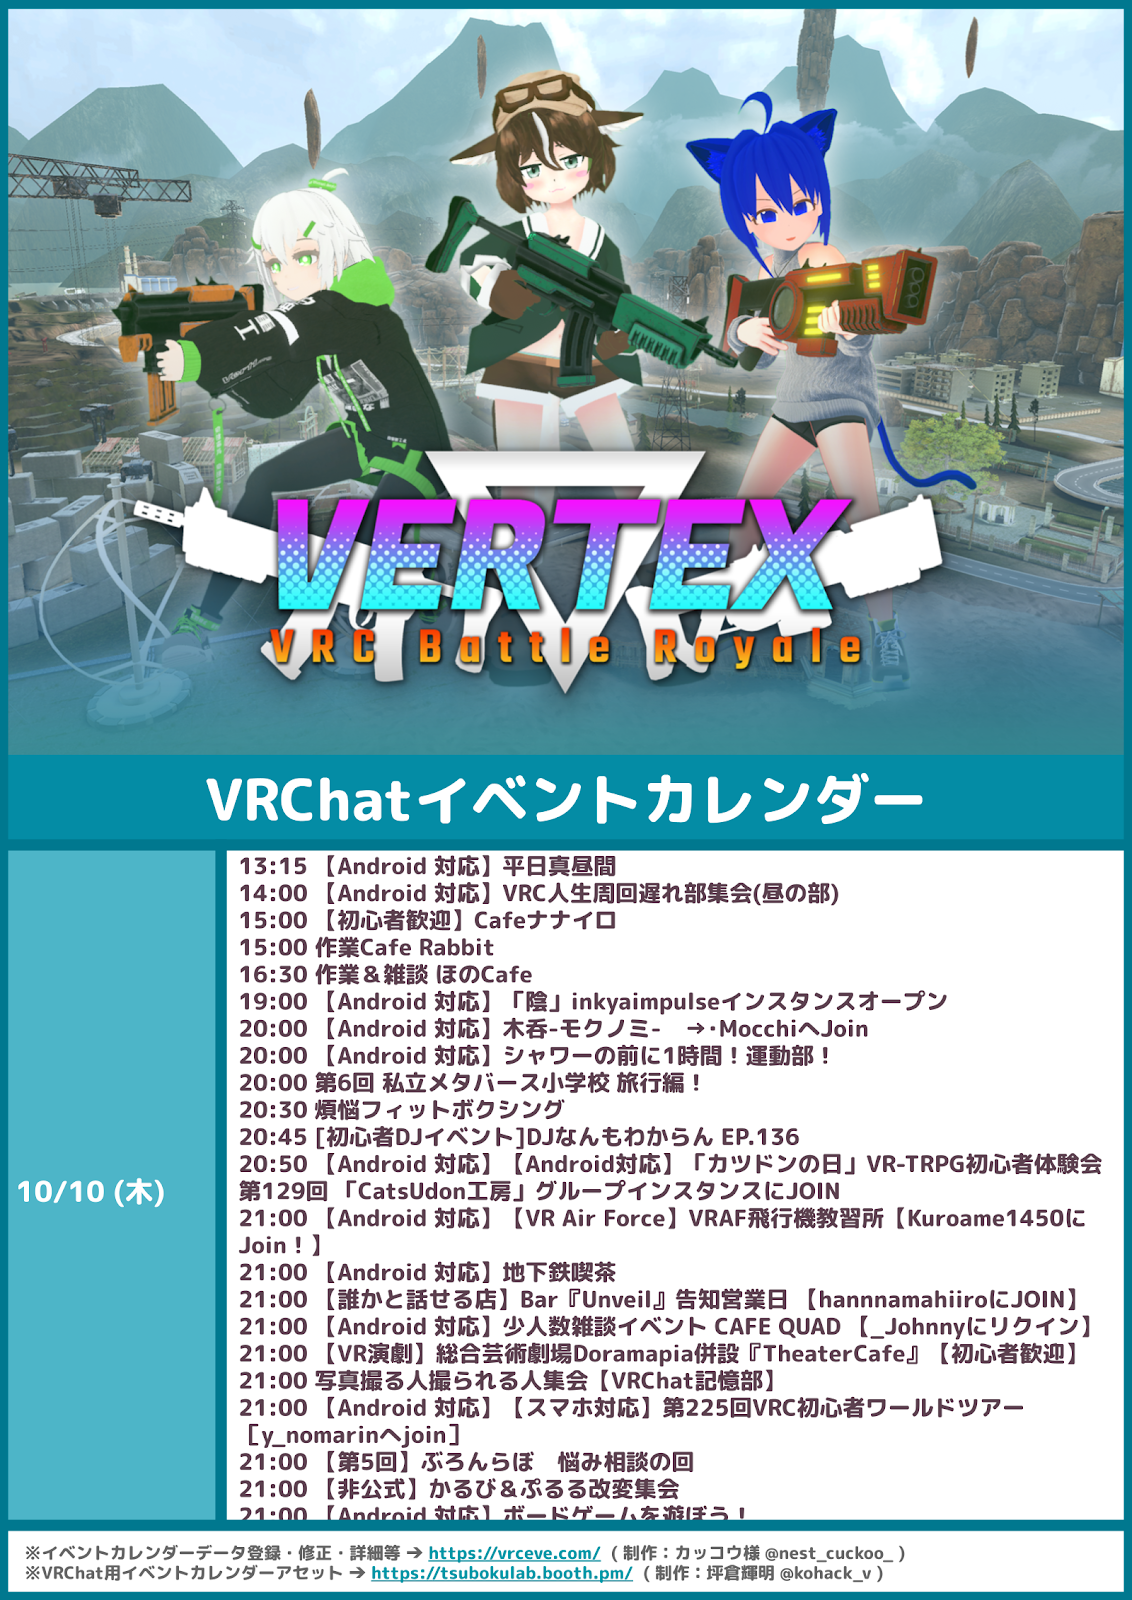 VERTEX
VRC Battle Royale
VRChatイベントカレンダー
10/10 (木)
13:15 【Android 対応】平日真昼間
14:00 【Android 対応】VRC人生周回遅れ部集会(昼の部)
15:00 【初心者歓迎】Cafeナナイロ
15:00 作業Cafe Rabbit
16:30 作業＆雑談 ほのCafe
19:00 【Android 対応】「陰」inkyaimpulseインスタンスオープン
20:00 【Android 対応】木呑-モクノミ-　→･MocchiへJoin
20:00 【Android 対応】シャワーの前に1時間！運動部！
20:00 第6回 私立メタバース小学校 旅行編！
20:30 煩悩フィットボクシング
20:45 [初心者DJイベント]DJなんもわからん EP.136
20:50 【Android 対応】【Android対応】「カツドンの日」VR-TRPG初心者体験会
第129回 「CatsUdon工房」グループインスタンスにJOIN
21:00 【Android 対応】【VR Air Force】VRAF飛行機教習所【Kuroame1450に
Join！】
21:00 【Android 対応】地下鉄喫茶
21:00 【誰かと話せる店】Bar『Unveil』告知営業日 【hannnamahiiroにJOIN】
21:00 【Android 対応】少人数雑談イベント CAFE QUAD 【_Johnnyにリクイン】
21:00 【VR演劇】総合芸術劇場Doramapia併設『TheaterCafe』【初心者歓迎】
21:00 写真撮る人撮られる人集会【VRChat記憶部】
21:00 【Android 対応】【スマホ対応】第225回VRC初心者ワールドツアー
［y_nomarinへjoin］
21:00 【第5回】ぶろんらぼ　悩み相談の回
21:00 【非公式】かるび＆ぷるる改変集会
21:00 【Android 対応】ボードゲームを遊ぼう！
※イベントカレンダーデータ登録・修正・詳細等 → https://vrceve.com/ ( 制作：カッコウ様 @nest_cuckoo_ )
※VRChat用イベントカレンダーアセット → https://tsubokulab.booth.pm/ ( 制作：坪倉輝明 @kohack_v )